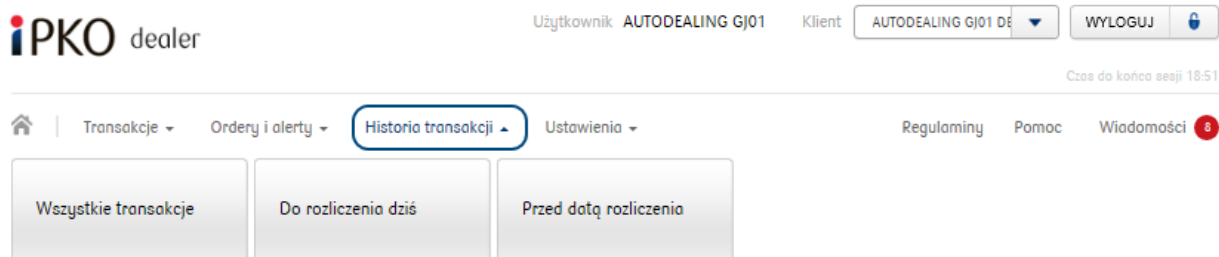 iPKO dealer
Użytkownik AUTODEALING GJ01 Klient AUTODEALING GJ01 DE WYLOGUJ
Czas do końca sesji 18:51
Transakcje Ordery i alerty Historia transakcji Ustawienia Regulaminy Pomoc Wiadomości 8
Wszystkie transakcje Do rozliczenia dziś Przed datą rozliczenia